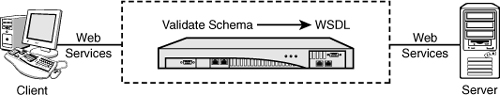 Validate Schema WSDL
Web
Services
Web
Services
Client
Server